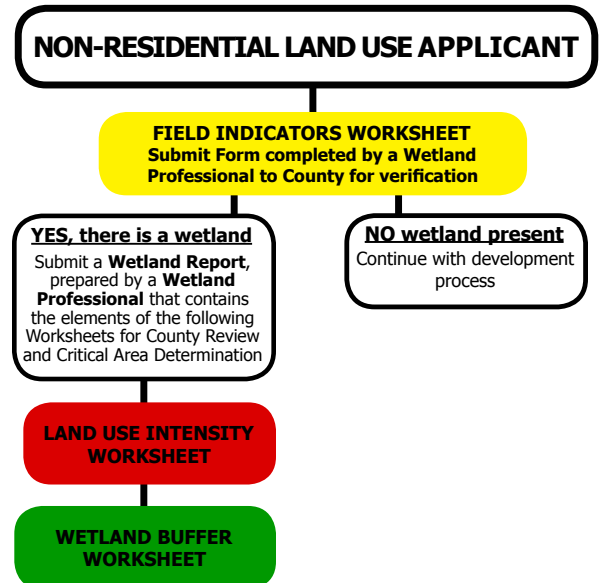 NON-RESIDENTIAL LAND USE APPLICANT
FIELD INDICATORS WORKSHEET
Submit Form completed by a Wetland
Professional to County for verification
YES, there is a wetland
Submit a Wetland Report,
prepared by a Wetland
Professional that contains
the elements of the following
Worksheets for County Review
and Critical Area Determination
NO wetland present
Continue with development
process
LAND USE INTENSITY
WORKSHEET
WETLAND BUFFER
WORKSHEET